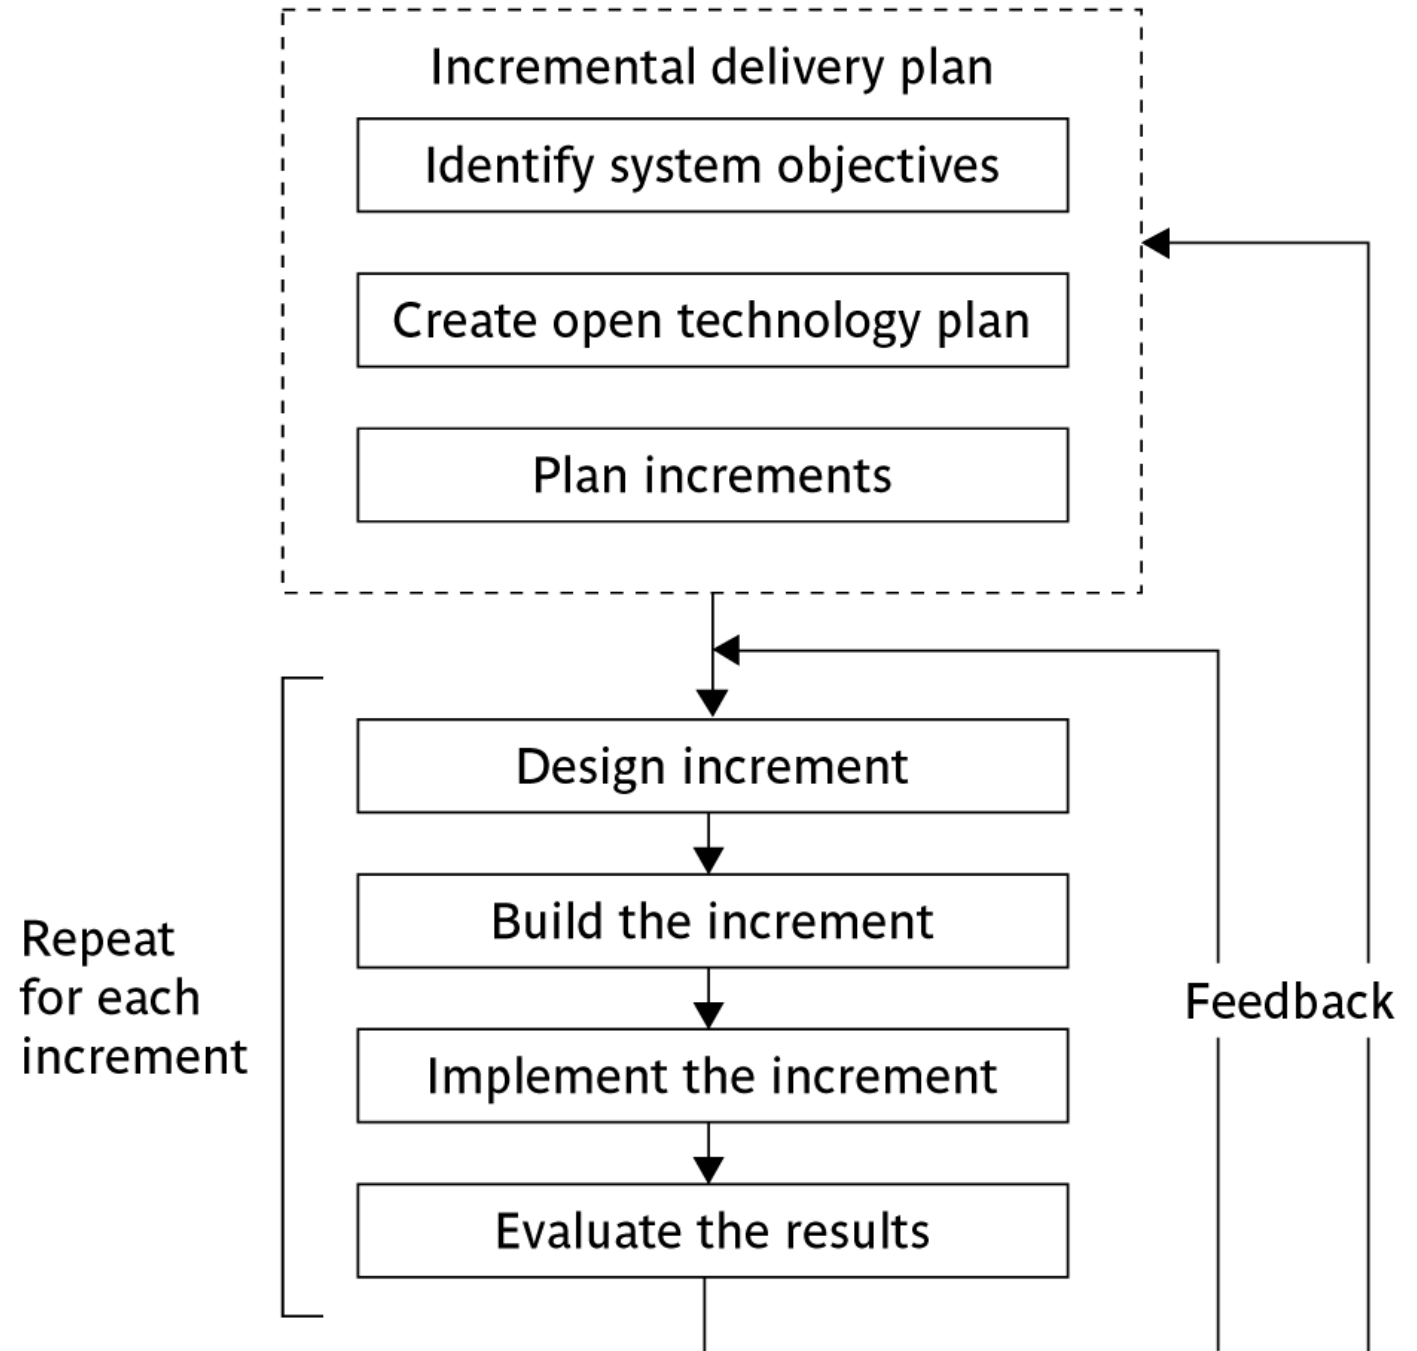 Incremental delivery plan
Identify system objectives
Create open technology plan
Plan increments
Design increment
Build the increment
Repeat
for each
increment
Feedback
Implement the increment
Evaluate the results